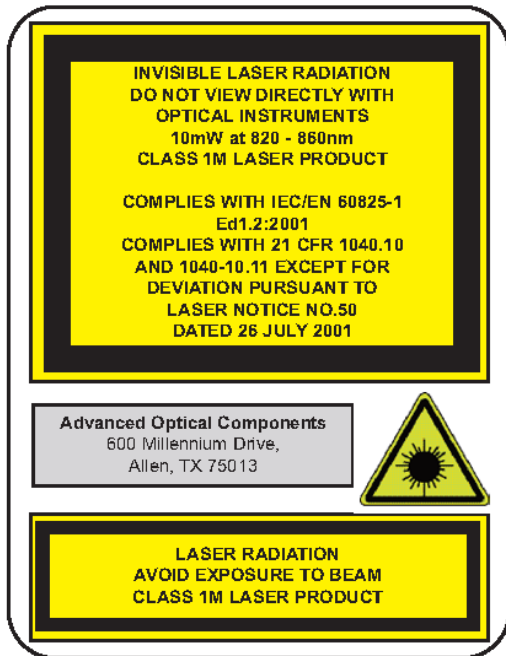 INVISIBLE LASER RADIATION
DO NOT VIEW DIRECTLY WITH
OPTICAL INSTRUMENTS
10mW at 820 - 860nm
CLASS 1M LASER PRODUCT
COMPLIES WITH IEC/EN 60825-1
Ed1.2:2001
COMPLIES WITH 21 CFR 1040.10
AND 1040-10.11 EXCEPT FOR
DEVIATION PURSUANT TO
LASER NOTICE NO.50
DATED 26 JULY 2001
Advanced Optical Components
600 Millennium Drive,
Allen, TX 75013
LASER RADIATION
AVOID EXPOSURE TO BEAM
CLASS 1M LASER PRODUCT